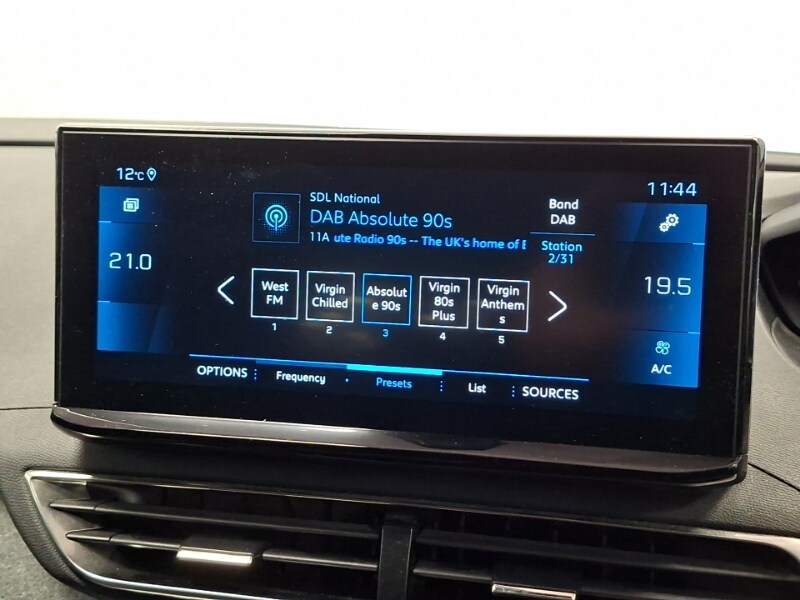 12°C
11:44
SDL National
DAB Absolute 90s
11A ute Radio 90s -- The UK's home of
Band
DAB
Station
2/31
21.0
19.5
West
FM
1
Virgin
Chilled
2
Absolut
e 90s
3
Virgin
80s
Plus
4
Virgin
Anthem
s
5
A/C
OPTIONS
Frequency
Presets
List
SOURCES